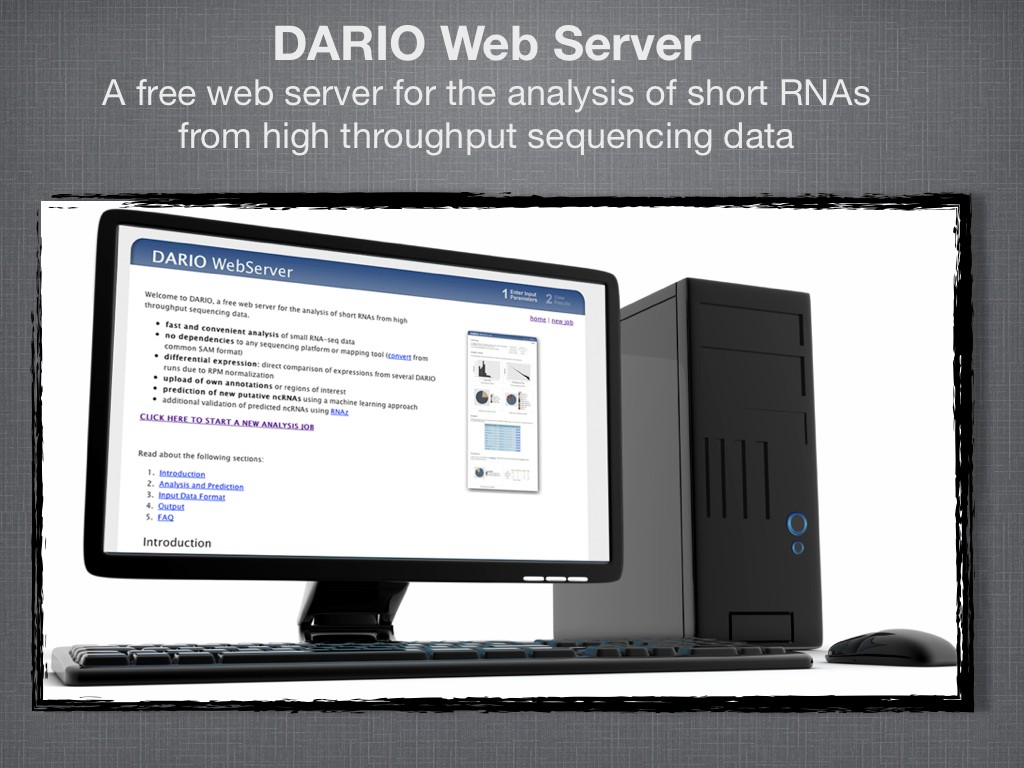 DARIO Web Server
A free web server for the analysis of short RNAs
from high throughput sequencing data
DARIO WebServer
1 Enter Input
Parameters
2 View
Results
home | new job
Welcome to DARIO, a free web server for the analysis of short RNAs from high
throughput sequencing data.
• fast and convenient analysis of small RNA-seq data
• no dependencies to any sequencing platform or mapping tool (convert from
common SAM format)
• differential expression: direct comparison of expressions from several DARIO
runs due to RPM normalization
• upload of own annotations or regions of interest
• prediction of new putative ncRNAs using a machine learning approach
• additional validation of predicted ncRNAs using RNAz
CLICK HERE TO START A NEW ANALYSIS JOB
Read about the following sections:
1. Introduction
2. Analysis and Prediction
3. Input Data Format
4. Output
5. FAQ
Introduction